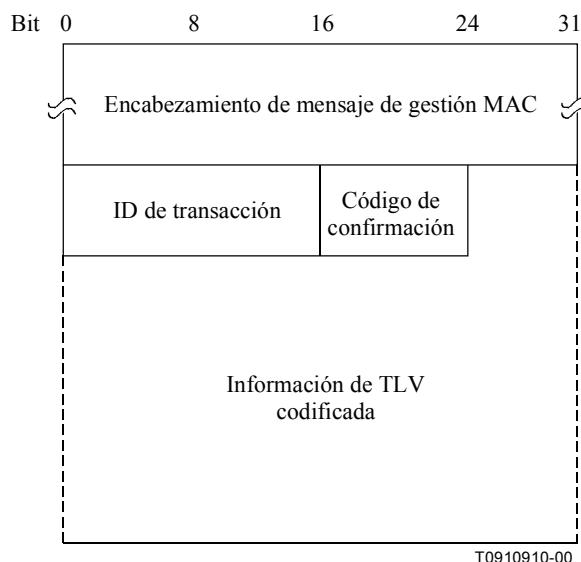 Bit 0 8 16 24 31
Encabezamiento de mensaje de gestión MAC
ID de transacción
Código de
confirmación
Información de TLV
codificada
T0910910-00